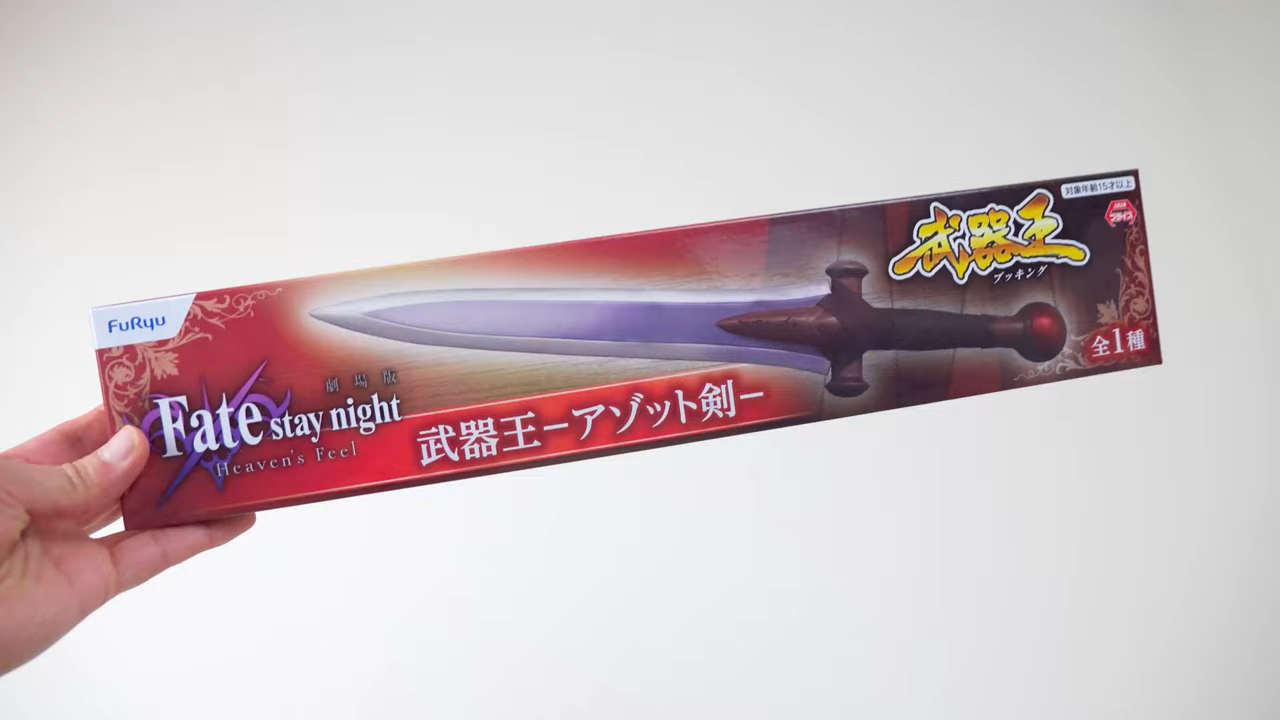 FuRyu
劇場版
Fate stay night
Heaven's Feel
武器王-アゾット剣-
武器王
ブッキング
対象年齢15才以上
JAIA
プライズ
全1種